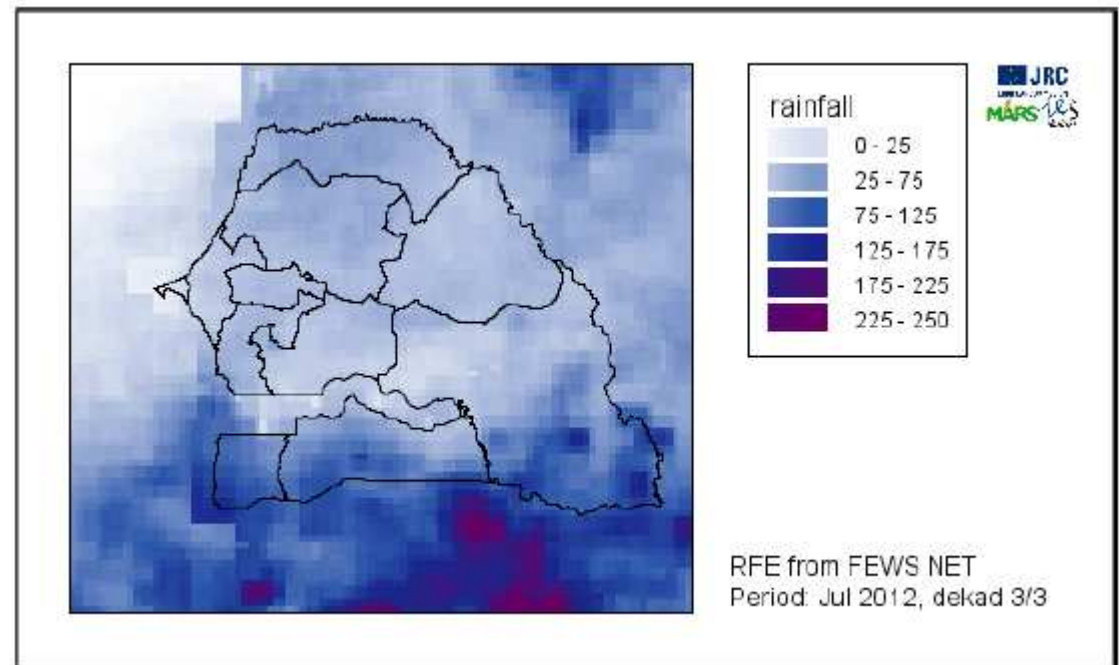 rainfall
0 - 25
25 - 75
75 - 125
125 - 175
175 - 225
225 - 250
JRC
MARS
ies
RFE from FEWS NET
Period: Jul 2012, dekad 3/3